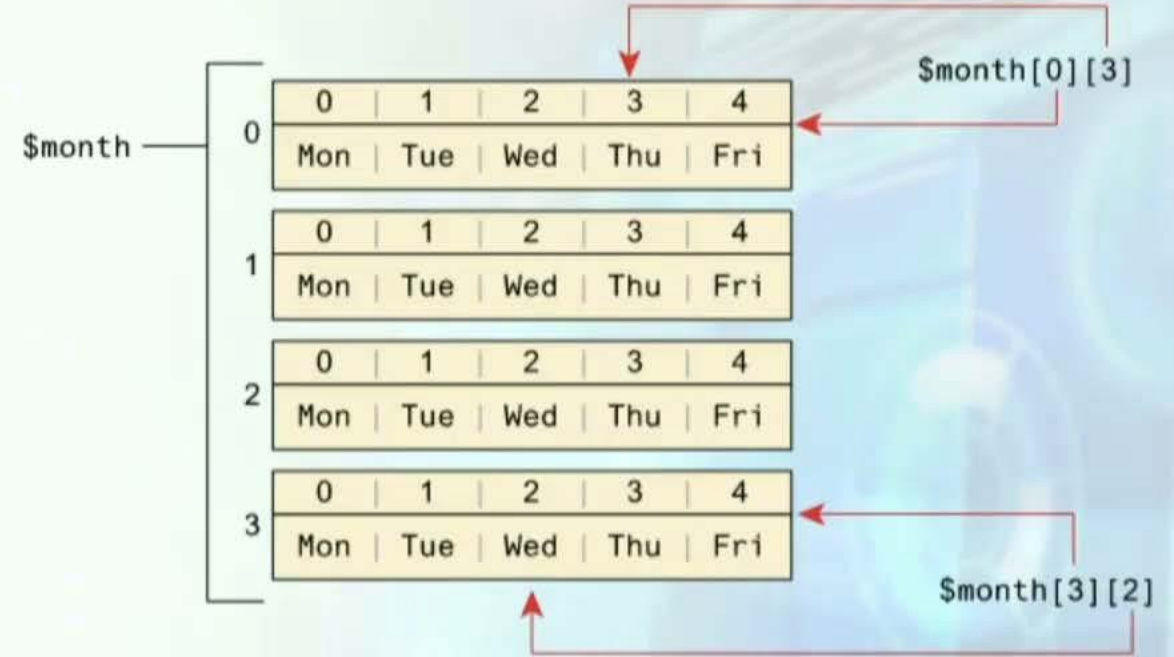 $month[0][3]
$month
0
0 | 1 | 2 | 3 | 4
Mon | Tue | Wed | Thu | Fri
1
0 | 1 | 2 | 3 | 4
Mon | Tue | Wed | Thu | Fri
2
0 | 1 | 2 | 3 | 4
Mon | Tue | Wed | Thu | Fri
3
0 | 1 | 2 | 3 | 4
Mon | Tue | Wed | Thu | Fri
$month[3][2]